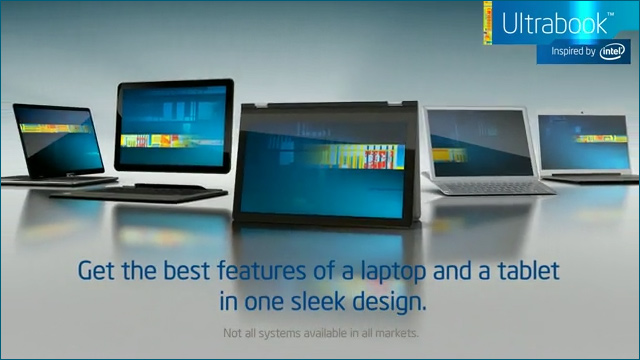 Ultrabook™
Inspired by intel
Get the best features of a laptop and a tablet
in one sleek design.
Not all systems available in all markets.